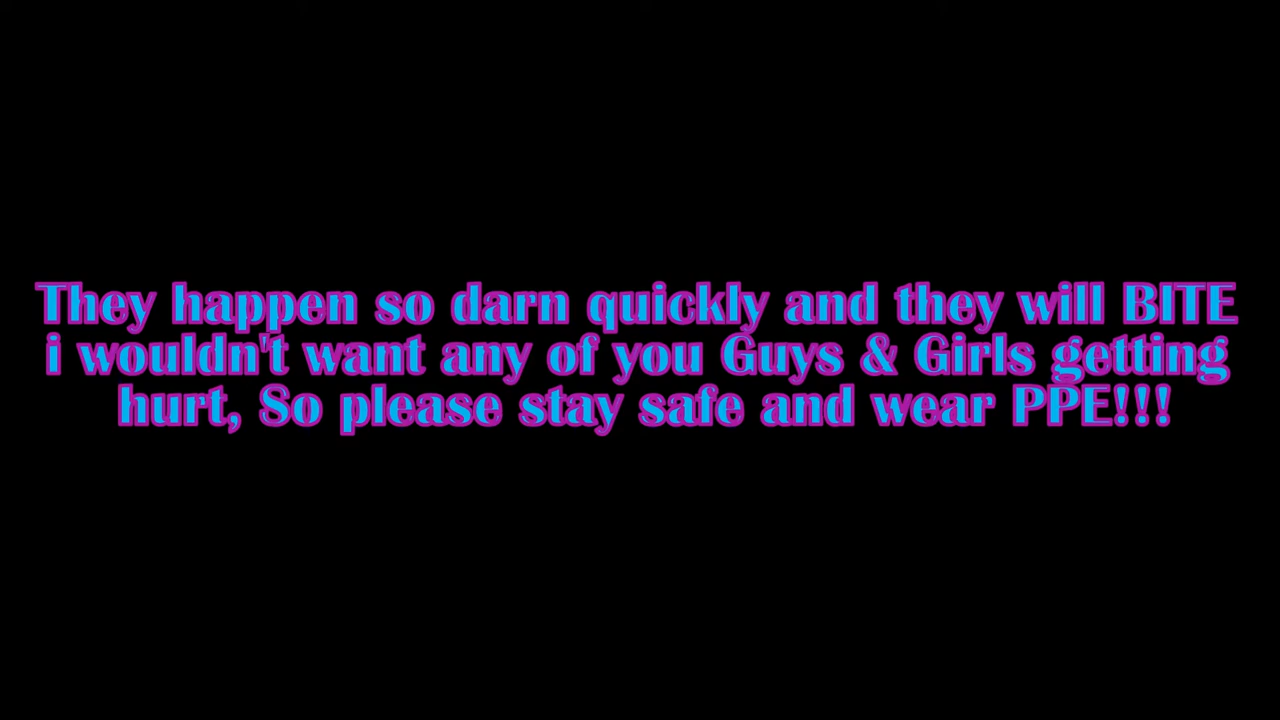 They happen so darn quickly and they will BITE
i wouldn't want any of you Guys & Girls getting
hurt, So please stay safe and wear PPE!!!